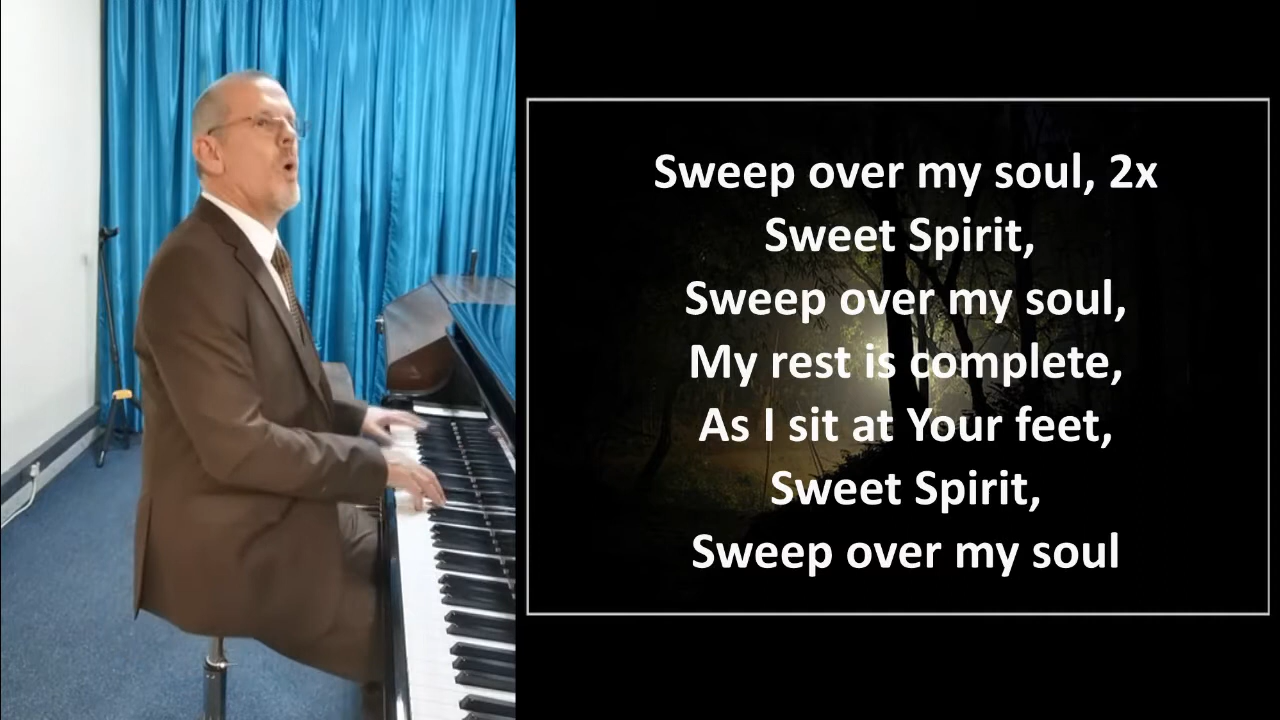 Sweep over my soul, 2x
Sweet Spirit,
Sweep over my soul,
My rest is complete,
As I sit at Your feet,
Sweet Spirit,
Sweep over my soul